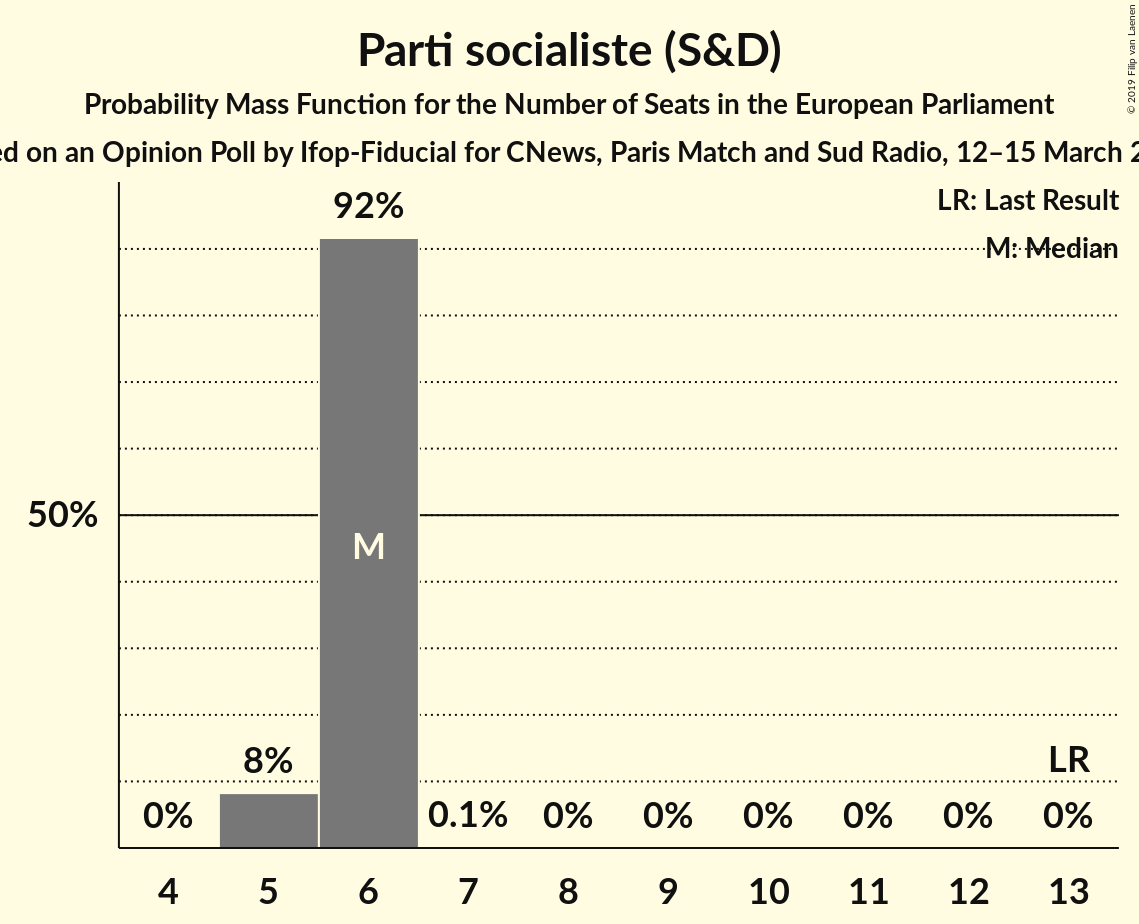 Parti socialiste (S&D)
Probability Mass Function for the Number of Seats in the European Parliament
on an Opinion Poll by Ifop-Fiducial for CNews, Paris Match and Sud Radio, 12–15 March
© 2019 Filip van Laenen
LR: Last Result
M: Median
92%
50%
M
8%
LR
0%
0.1%
0%
0%
0%
0%
0%
0%
4
5
6
7
8
9
10
11
12
13